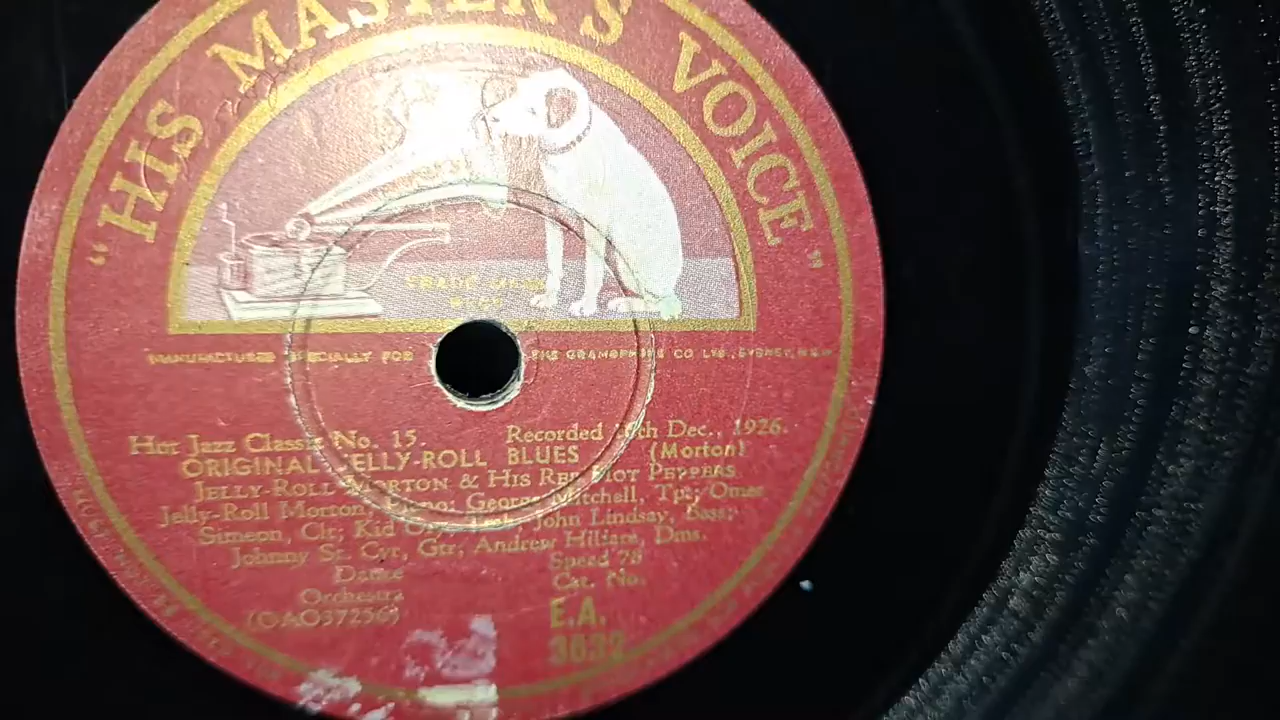 "HIS MASTER'S VOICE"
TRADE MARK
MANUFACTURED SPECIALLY FOR THE GRAMOPHONE CO LTD., SYDNEY, N.S.W.
Hot Jazz Classic No. 15. Recorded Dec., 1926.
ORIGINAL JELLY-ROLL BLUES (Morton)
JELLY-ROLL MORTON & HIS RED HOT PEPPERS
Jelly-Roll Morton, Piano; George Mitchell, Tpt; Omer
Simeon, Clt; Kid Ory, John Lindsay, Bass;
Johnny St. Cyr, Gtr; Andrew Dms.
Dance Speed 78
Orchestra Cat. No.
(OAO37256) E.A.